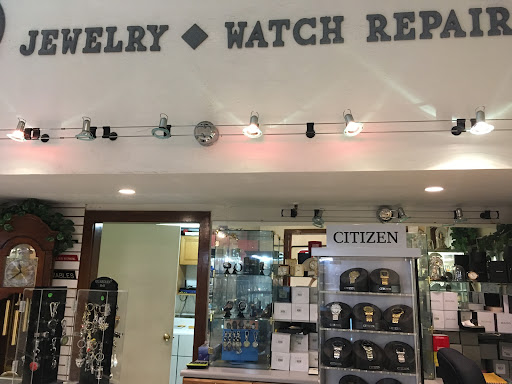 JEWELRY ◆ WATCH REPAIR
CITIZEN